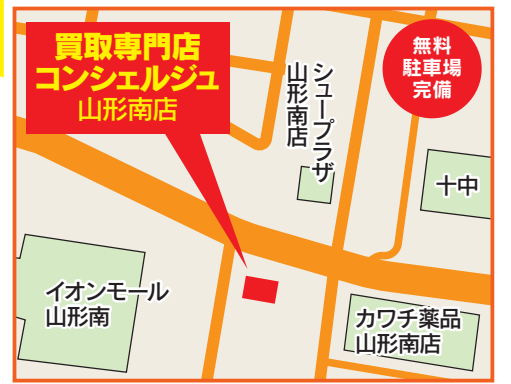 買取専門店
コンシェルジュ
山形南店
無料
駐車場
完備
シュープラザ
山形南店
十中
イオンモール
山形南
カワチ薬品
山形南店